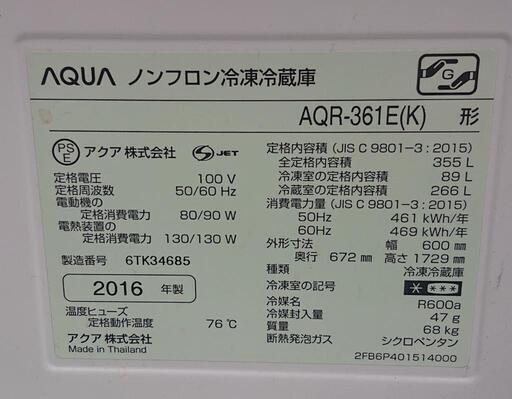 AQUA ノンフロン冷凍冷蔵庫
G
AQR-361E(K) 形
PS E アクア株式会社 S JET
定格電圧 100 V
定格周波数 50/60 Hz
電動機の
定格消費電力 80/90 W
電熱装置の
定格消費電力 130/130 W
製造番号 6TK34685
2016 年製
温度ヒューズ
定格動作温度 76℃
アクア株式会社
Made in Thailand
定格内容積 (JIS C 9801-3 : 2015)
全定格内容積 355 L
冷凍室の定格内容積 89 L
冷蔵室の定格内容積 266 L
消費電力量 (JIS C 9801-3 : 2015)
50Hz 461 kWh/年
60Hz 469 kWh/年
外形寸法 幅 600 mm
奥行 672 mm 高さ 1729 mm
種類 冷凍冷蔵庫
冷凍室の記号 * ***
冷媒名 R600a
冷媒封入量 47 g
質量 68 kg
断熱発泡ガス シクロペンタン
2FB6P401514000